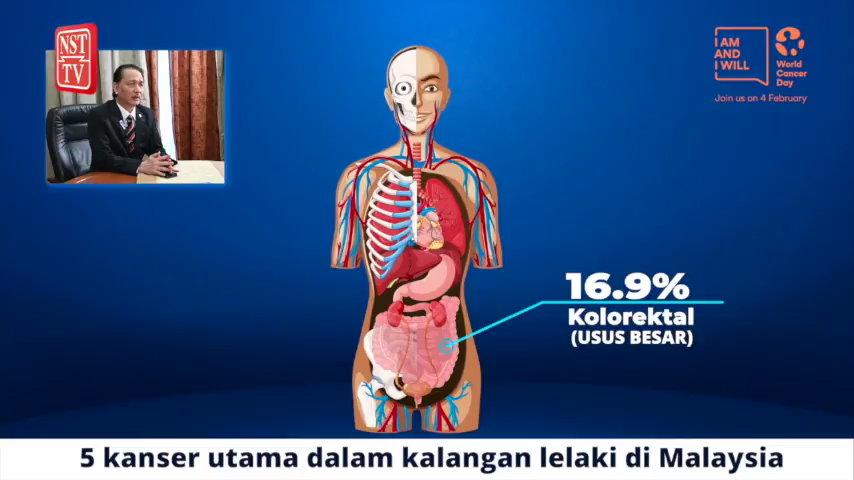 NST
TV
I AM
AND
I WILL
World
Cancer
Day
Join us on 4 February
16.9%
Kolorektal
(USUS BESAR)
5 kanser utama dalam kalangan lelaki di Malaysia